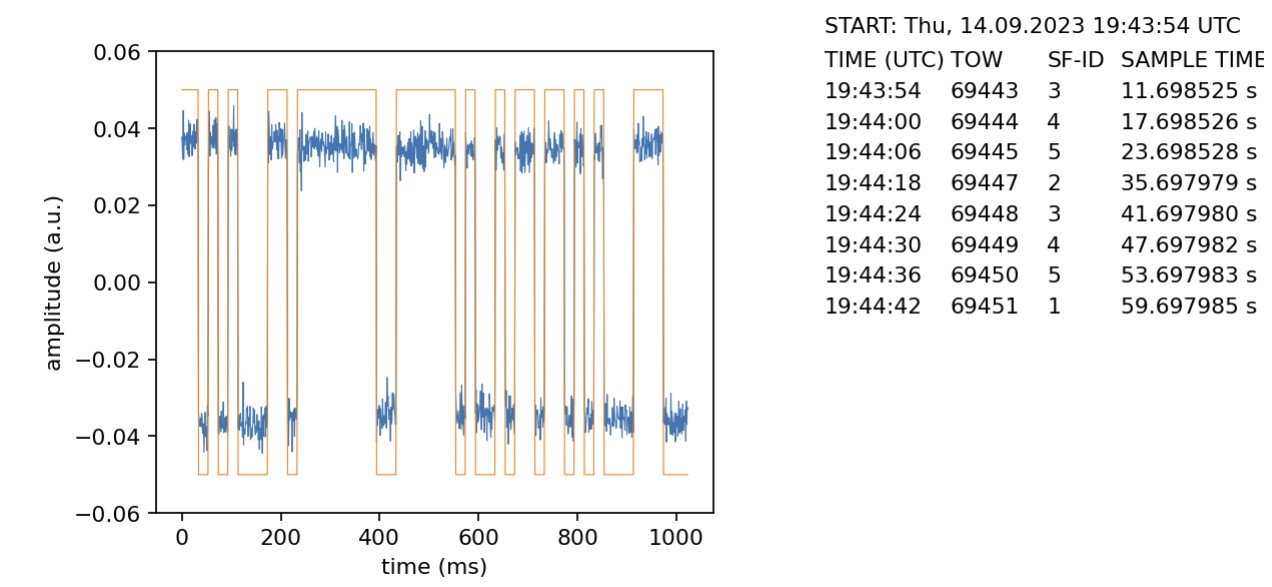 START: Thu, 14.09.2023 19:43:54 UTC
TIME (UTC) TOW SF-ID SAMPLE TIME
19:43:54 69443 3 11.698525 s
19:44:00 69444 4 17.698526 s
19:44:06 69445 5 23.698528 s
19:44:18 69447 2 35.697979 s
19:44:24 69448 3 41.697980 s
19:44:30 69449 4 47.697982 s
19:44:36 69450 5 53.697983 s
19:44:42 69451 1 59.697985 s
amplitude (a.u.)
0.06
0.04
0.02
0.00
−0.02
−0.04
−0.06
0 200 400 600 800 1000
time (ms)